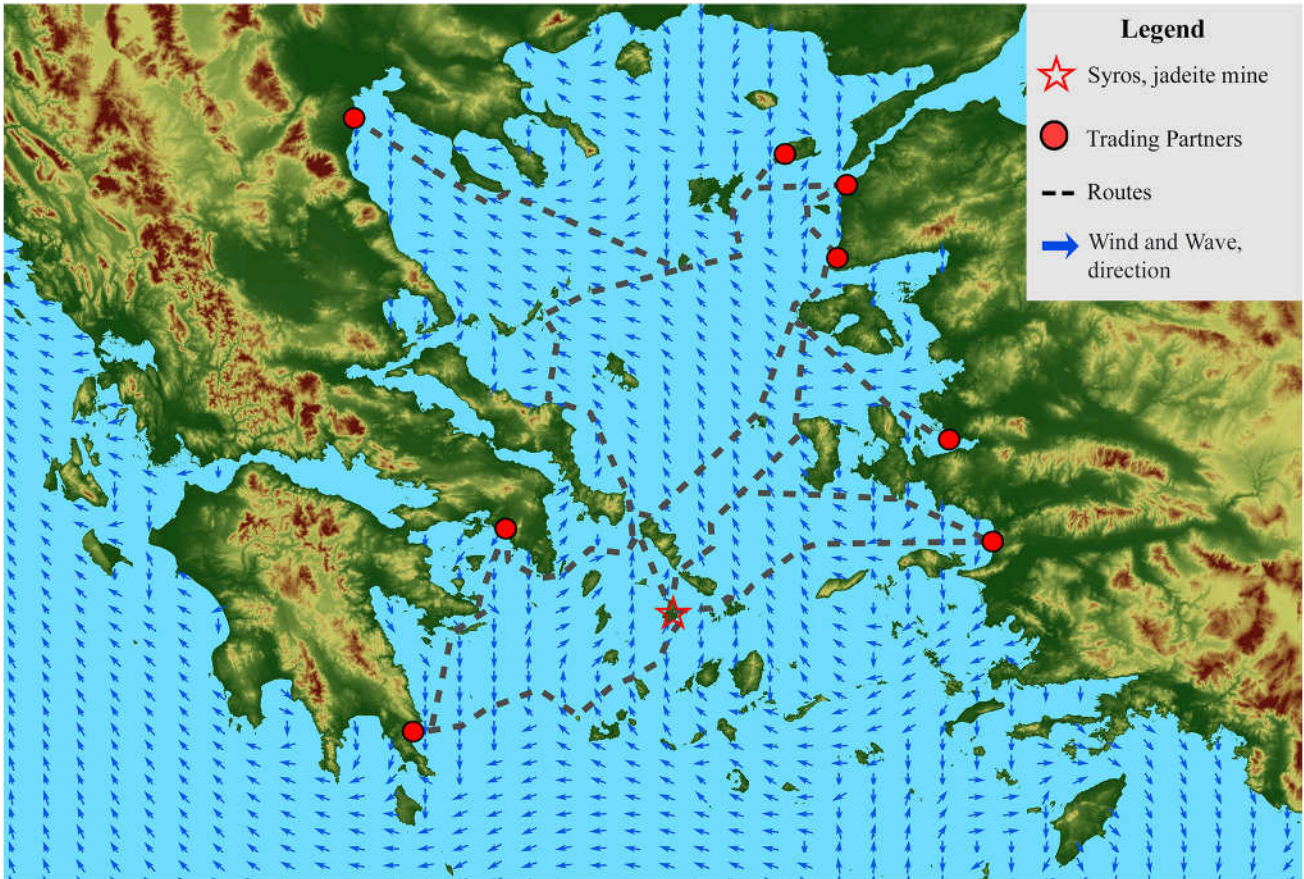 Legend
Syros, jadeite mine
Trading Partners
Routes
Wind and Wave,
direction